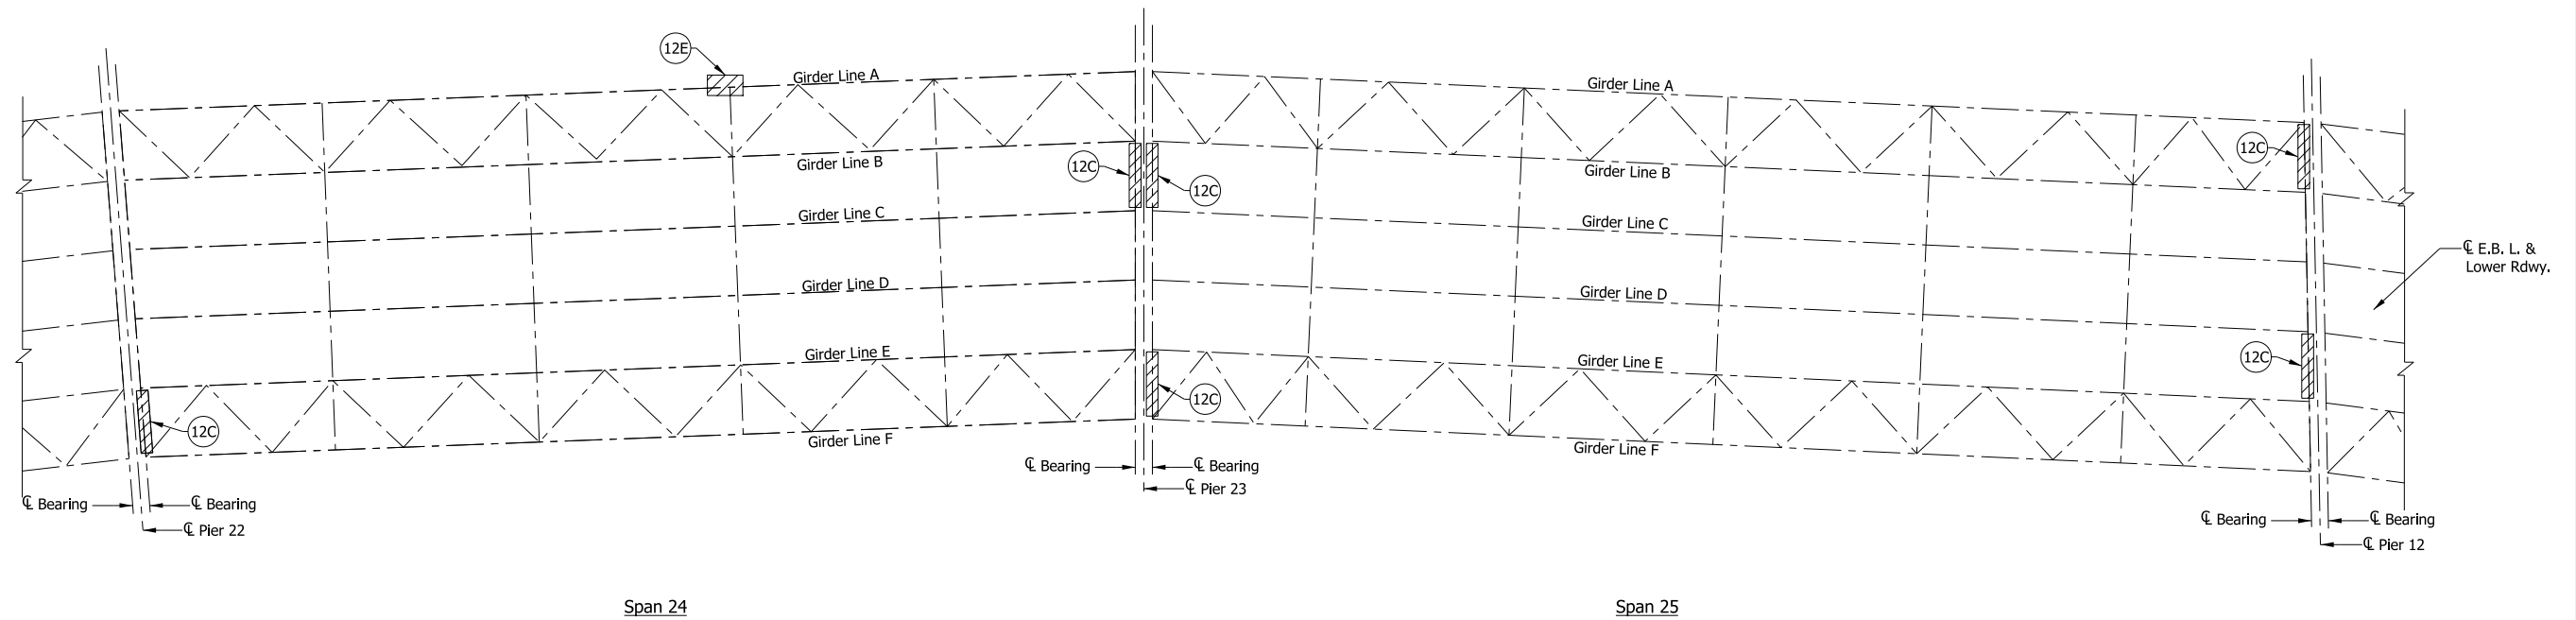 12E
Girder Line A
Girder Line A
Girder Line B
Girder Line B
12C
12C
12C
Girder Line C
Girder Line C
℄ E.B. L. &
Lower Rdwy.
Girder Line D
Girder Line D
Girder Line E
Girder Line E
12C
12C
12C
Girder Line F
Girder Line F
℄ Bearing
℄ Bearing
℄ Pier 23
℄ Bearing
℄ Bearing
℄ Pier 22
℄ Bearing
℄ Bearing
℄ Pier 12
Span 24
Span 25